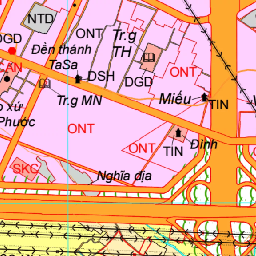 NTD
Tr.g
TH
ONT
DGD
Đền thánh
TaSa
DSH
DGD
ONT
Tr.g MN
Miếu
TIN
xứ
Phước
ONT
Đình
TIN
ONT
SKC
Nghĩa địa